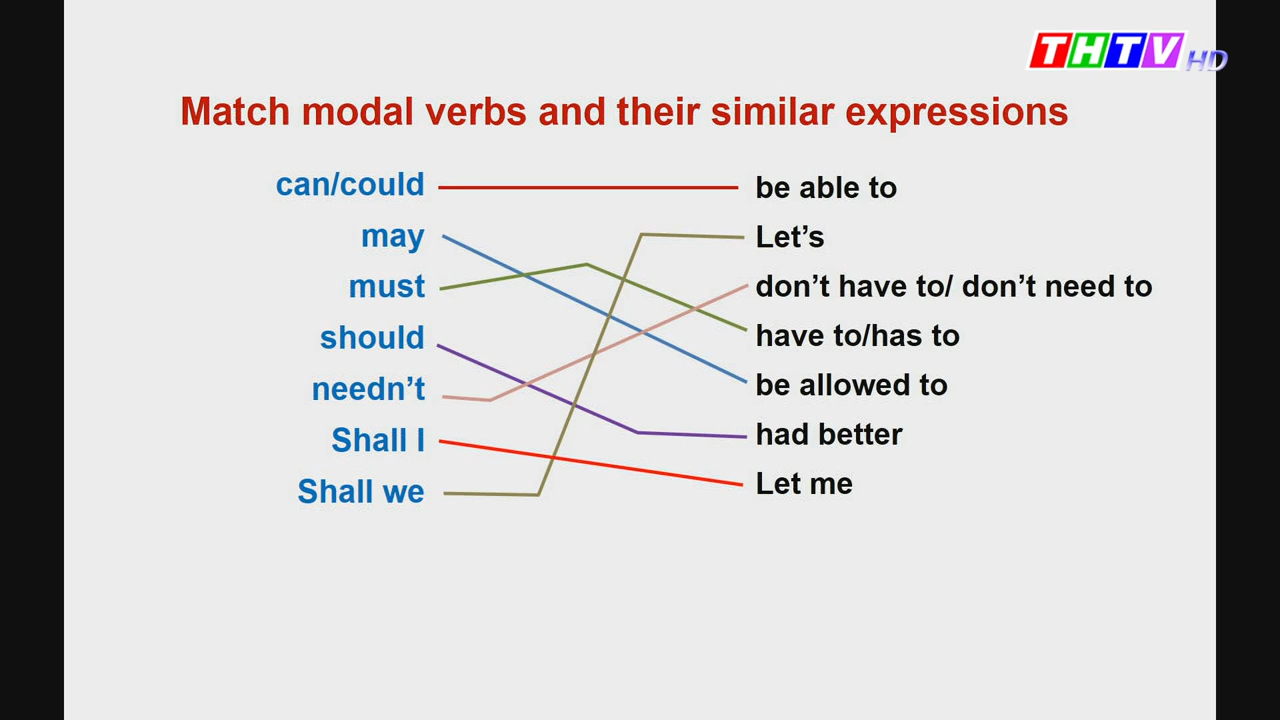 THTV HD
Match modal verbs and their similar expressions
can/could
may
must
should
needn’t
Shall I
Shall we
be able to
Let’s
don’t have to/ don’t need to
have to/has to
be allowed to
had better
Let me